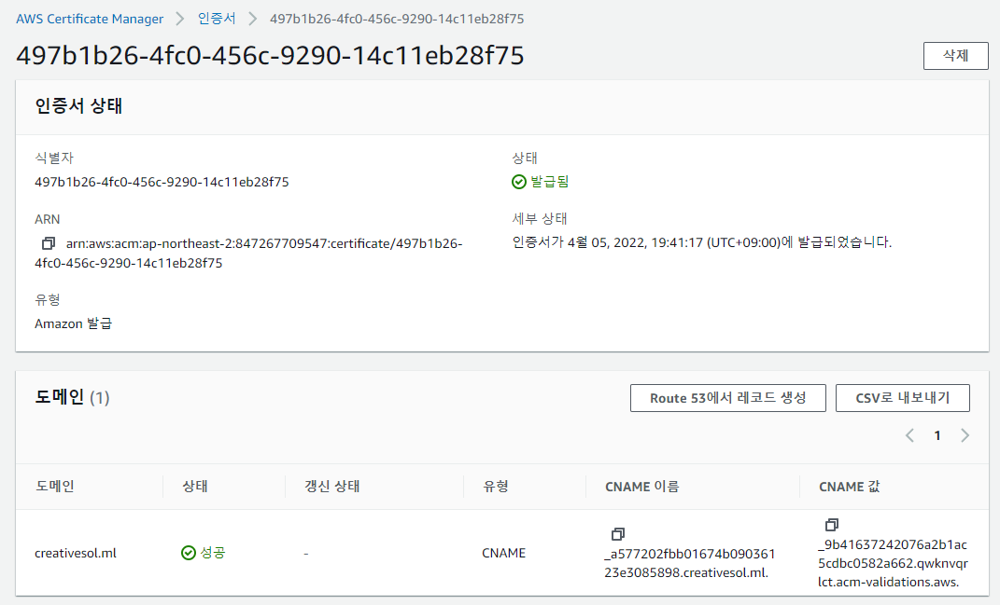 AWS Certificate Manager > 인증서 > 497b1b26-4fc0-456c-9290-14c11eb28f75
497b1b26-4fc0-456c-9290-14c11eb28f75
삭제
인증서 상태
식별자
497b1b26-4fc0-456c-9290-14c11eb28f75
상태
발급됨
ARN
arn:aws:acm:ap-northeast-2:847267709547:certificate/497b1b26-
4fc0-456c-9290-14c11eb28f75
세부 상태
인증서가 4월 05, 2022, 19:41:17 (UTC+09:00)에 발급되었습니다.
유형
Amazon 발급
도메인 (1)
Route 53에서 레코드 생성
CSV로 내보내기
1
도메인 상태 갱신 상태 유형 CNAME 이름 CNAME 값
creativesol.ml
성공
-
CNAME
_a577202fbb01674b090361
23e3085898.creativesol.ml.
_9b41637242076a2b1ac
5cdbc0582a662.qwknvqr
lct.acm-validations.aws.